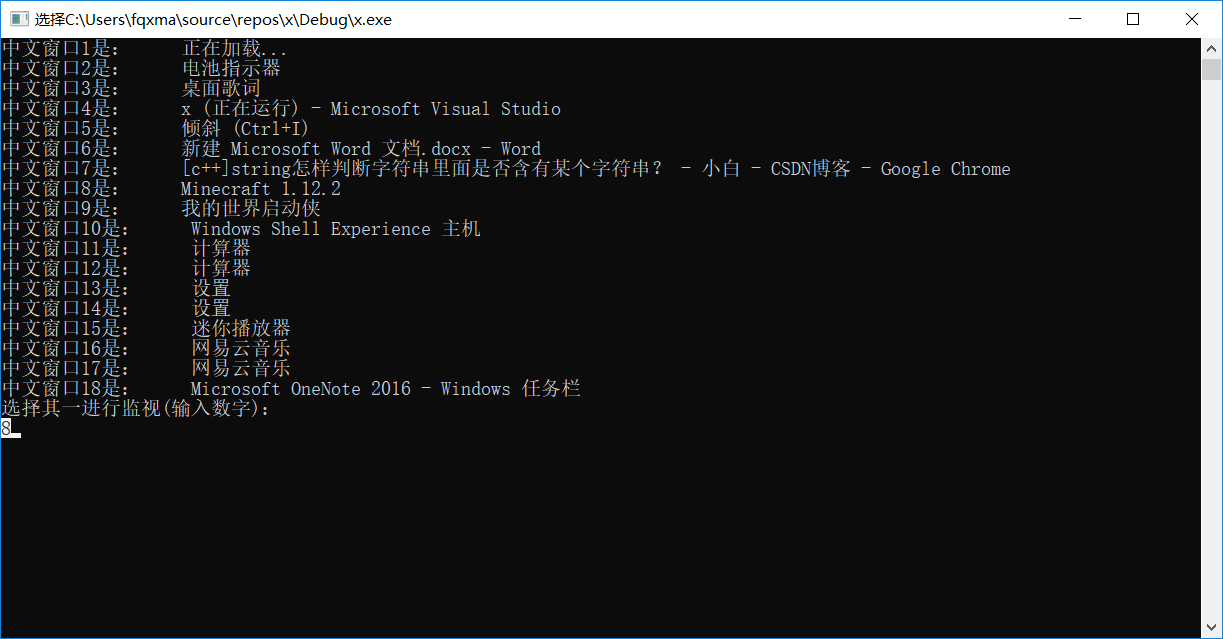 选择C:\Users\fqxma\source\repos\x\Debug\x.exe
中文窗口1是：　　正在加载...
中文窗口2是：　　电池指示器
中文窗口3是：　　桌面歌词
中文窗口4是：　　x (正在运行) - Microsoft Visual Studio
中文窗口5是：　　倾斜 (Ctrl+I)
中文窗口6是：　　新建 Microsoft Word 文档.docx - Word
中文窗口7是：　　[c++]string怎样判断字符串里面是否含有某个字符串？ - 小白 - CSDN博客 - Google Chrome
中文窗口8是：　　Minecraft 1.12.2
中文窗口9是：　　我的世界启动侠
中文窗口10是：　　Windows Shell Experience 主机
中文窗口11是：　　计算器
中文窗口12是：　　计算器
中文窗口13是：　　设置
中文窗口14是：　　设置
中文窗口15是：　　迷你播放器
中文窗口16是：　　网易云音乐
中文窗口17是：　　网易云音乐
中文窗口18是：　　Microsoft OneNote 2016 - Windows 任务栏
选择其一进行监视(输入数字)：
8